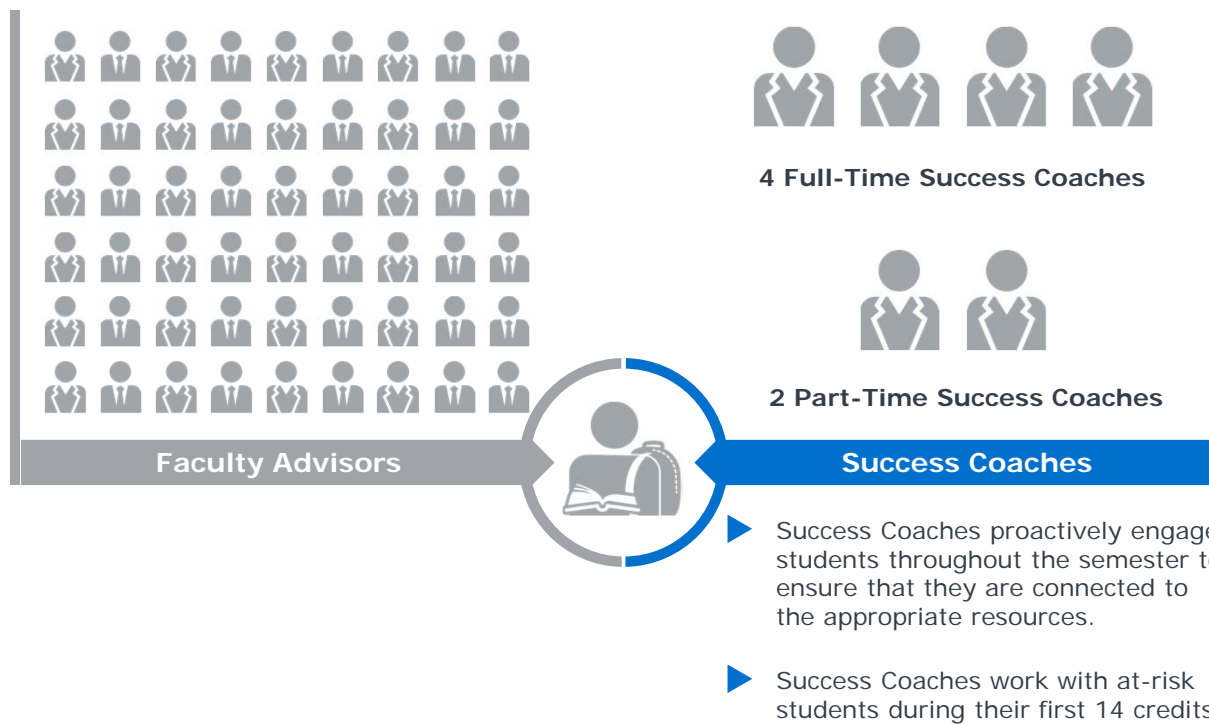 4 Full-Time Success Coaches
2 Part-Time Success Coaches
Faculty Advisors
Success Coaches
Success Coaches proactively engage
students throughout the semester t
ensure that they are connected to
the appropriate resources.
Success Coaches work with at-risk
students during their first 14 credits